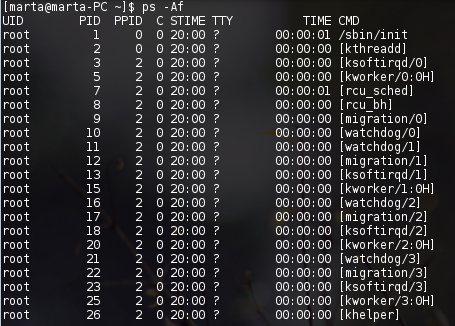 [marta@marta-PC ~]$ ps -Af
UID        PID  PPID  C STIME TTY          TIME CMD
root         1     0  0 20:00 ?        00:00:01 /sbin/init
root         2     0  0 20:00 ?        00:00:00 [kthreadd]
root         3     2  0 20:00 ?        00:00:00 [ksoftirqd/0]
root         5     2  0 20:00 ?        00:00:00 [kworker/0:0H]
root         7     2  0 20:00 ?        00:00:01 [rcu_sched]
root         8     2  0 20:00 ?        00:00:00 [rcu_bh]
root         9     2  0 20:00 ?        00:00:00 [migration/0]
root        10     2  0 20:00 ?        00:00:00 [watchdog/0]
root        11     2  0 20:00 ?        00:00:00 [watchdog/1]
root        12     2  0 20:00 ?        00:00:00 [migration/1]
root        13     2  0 20:00 ?        00:00:00 [ksoftirqd/1]
root        15     2  0 20:00 ?        00:00:00 [kworker/1:0H]
root        16     2  0 20:00 ?        00:00:00 [watchdog/2]
root        17     2  0 20:00 ?        00:00:00 [migration/2]
root        18     2  0 20:00 ?        00:00:00 [ksoftirqd/2]
root        20     2  0 20:00 ?        00:00:00 [kworker/2:0H]
root        21     2  0 20:00 ?        00:00:00 [watchdog/3]
root        22     2  0 20:00 ?        00:00:00 [migration/3]
root        23     2  0 20:00 ?        00:00:00 [ksoftirqd/3]
root        25     2  0 20:00 ?        00:00:00 [kworker/3:0H]
root        26     2  0 20:00 ?        00:00:00 [khelper]